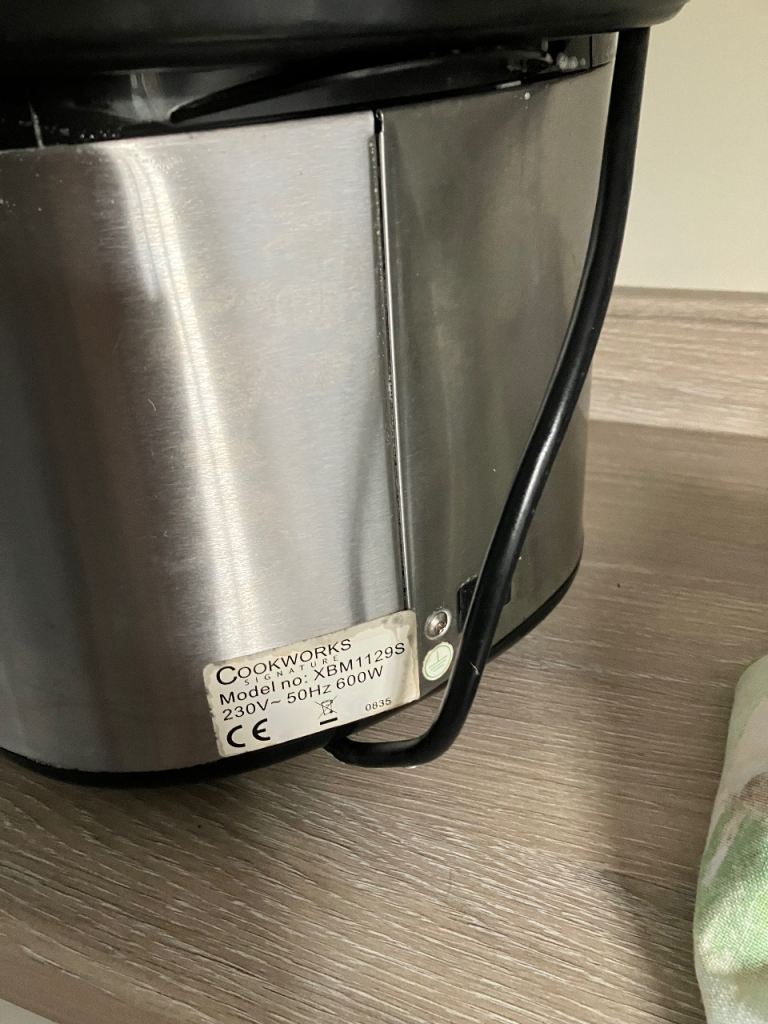 COOKWORKS
SIGNATURE
Model no: XBM1129S
230V~ 50Hz 600W
CE
0835